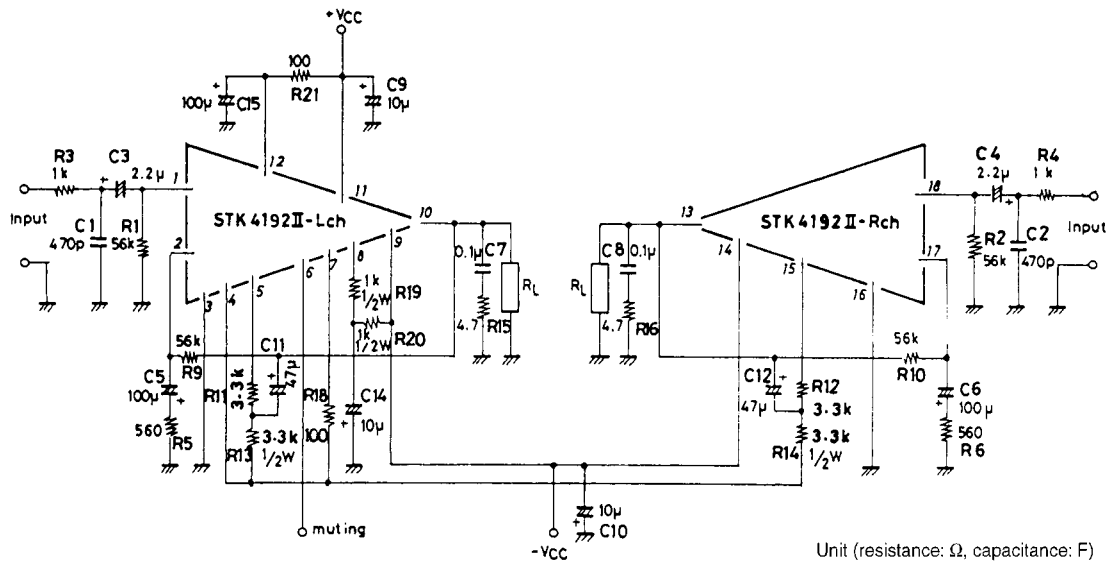 +VCC
100
R21
100µ
C15
+
C9
10µ
+
R3
1k
C3
2.2µ
+
C1
470p
R1
56k
Input
1
2
3
4
5
6
7
8
9
10
11
12
STK4192II-Lch
0.1µ
C7
4.7
R15
RL
1k
1/2W
R19
1k
1/2W
R20
56k
R9
C5
100µ
+
560
R5
R11
3.3k
C11
47µ
+
R13
3.3k
1/2W
R18
100
C14
10µ
+
muting
-VCC
10µ
C10
+
13
14
15
16
17
18
STK4192II-Rch
C8
0.1µ
4.7
R16
RL
C4
2.2µ
+
R4
1k
R2
56k
C2
470p
Input
56k
R10
C12
47µ
+
R12
3.3k
3.3k
R14
1/2W
C6
100µ
+
560
R6
Unit (resistance: Ω, capacitance: F)